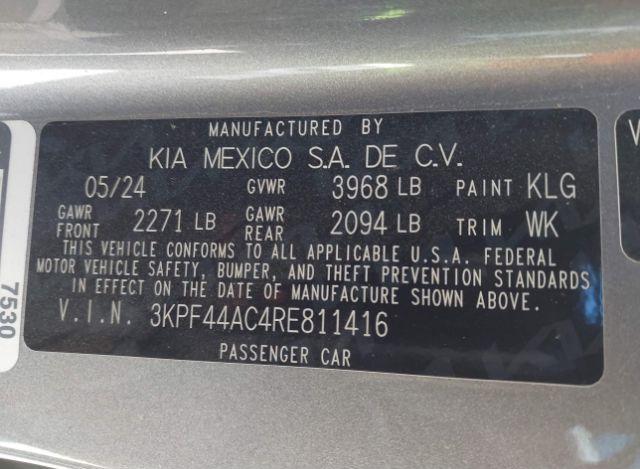 MANUFACTURED BY
KIA MEXICO S.A. DE C.V.
05/24 GVWR 3968 LB PAINT KLG
GAWR FRONT 2271 LB GAWR REAR 2094 LB TRIM WK
THIS VEHICLE CONFORMS TO ALL APPLICABLE U.S.A. FEDERAL
MOTOR VEHICLE SAFETY, BUMPER, AND THEFT PREVENTION STANDARDS
IN EFFECT ON THE DATE OF MANUFACTURE SHOWN ABOVE.
V.I.N. 3KPF44AC4RE811416
PASSENGER CAR
7530
V